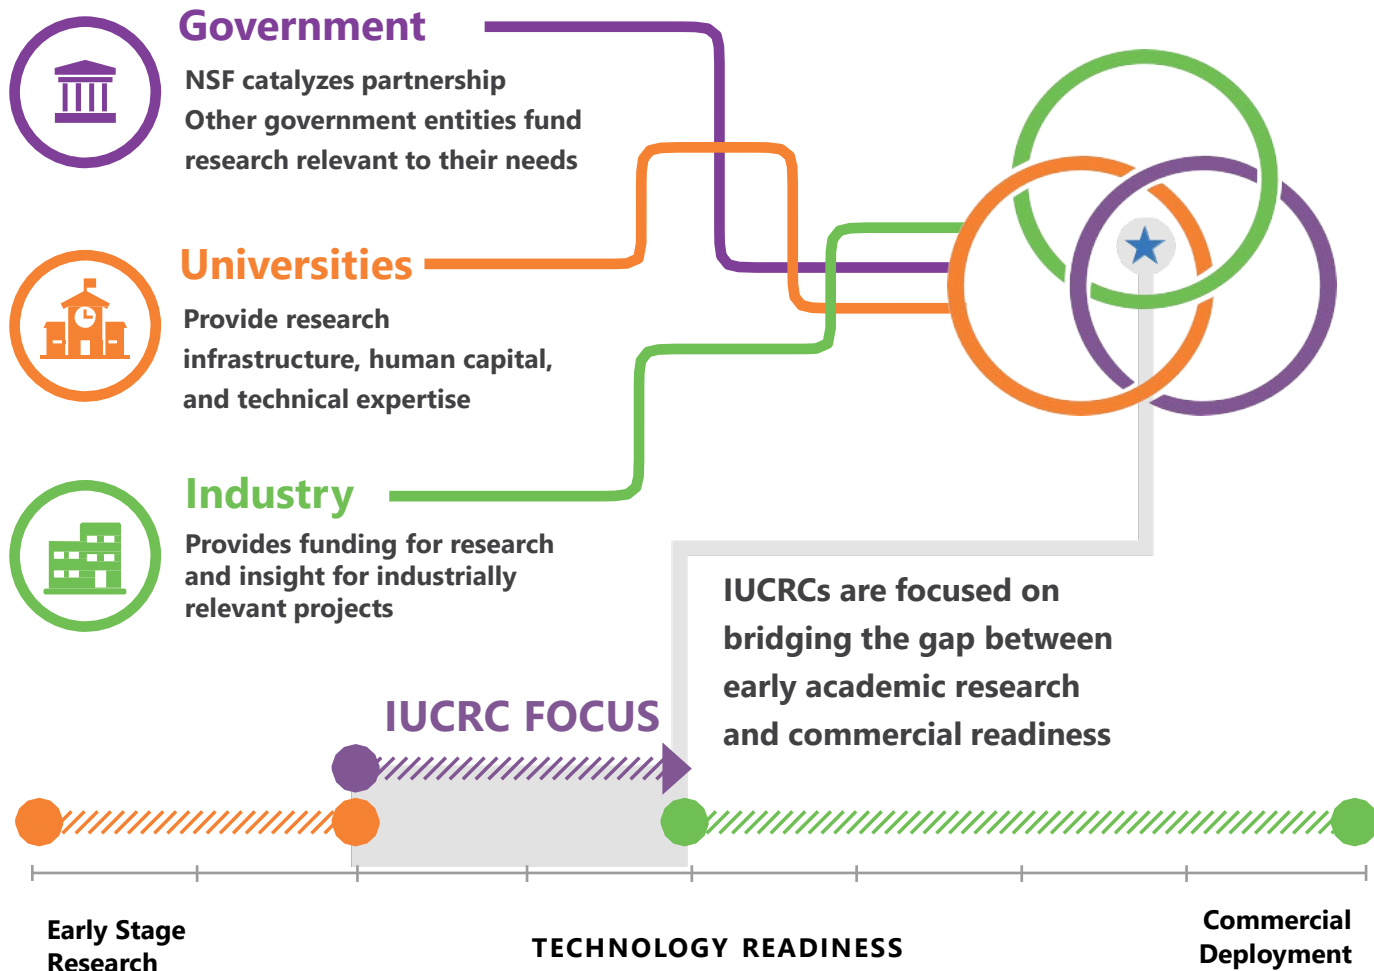 Government
NSF catalyzes partnership
Other government entities fund
research relevant to their needs
Universities
Provide research
infrastructure, human capital,
and technical expertise
Industry
Provides funding for research
and insight for industrially
relevant projects
IUCRCs are focused on
bridging the gap between
early academic research
and commercial readiness
IUCRC FOCUS
Early Stage
Research
TECHNOLOGY READINESS
Commercial
Deployment